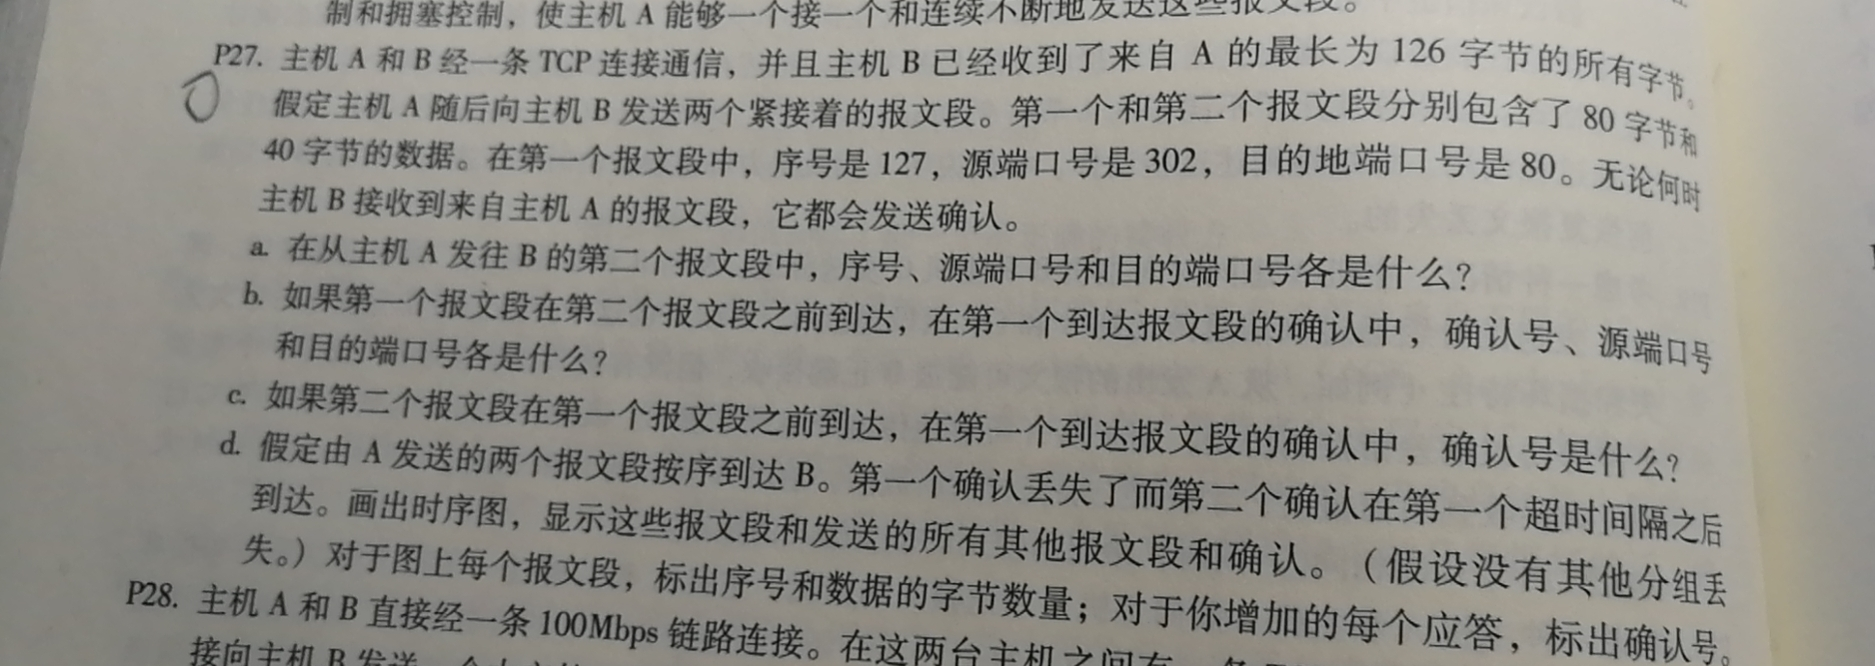 制和拥塞控制，使主机 A 能够一个接一个和连续不断地发送这些报文段。
P27. 主机 A 和 B 经一条 TCP 连接通信，并且主机 B 已经收到了来自 A 的最长为 126 字节的所有字节。
假定主机 A 随后向主机 B 发送两个紧接着的报文段。第一个和第二个报文段分别包含了 80 字节和
40 字节的数据。在第一个报文段中，序号是 127，源端口号是 302，目的地端口号是 80。无论何时
主机 B 接收到来自主机 A 的报文段，它都会发送确认。
a. 在从主机 A 发往 B 的第二个报文段中，序号、源端口号和目的端口号各是什么？
b. 如果第一个报文段在第二个报文段之前到达，在第一个到达报文段的确认中，确认号、源端口号
和目的端口号各是什么？
c. 如果第二个报文段在第一个报文段之前到达，在第一个到达报文段的确认中，确认号是什么？
d. 假定由 A 发送的两个报文段按序到达 B。第一个确认丢失了而第二个确认在第一个超时间隔之后
到达。画出时序图，显示这些报文段和发送的所有其他报文段和确认。（假设没有其他分组丢
失。）对于图上每个报文段，标出序号和数据的字节数量；对于你增加的每个应答，标出确认号。
P28. 主机 A 和 B 直接经一条 100Mbps 链路连接。在这两台主机之间有一条
接向主机 B 发送一个